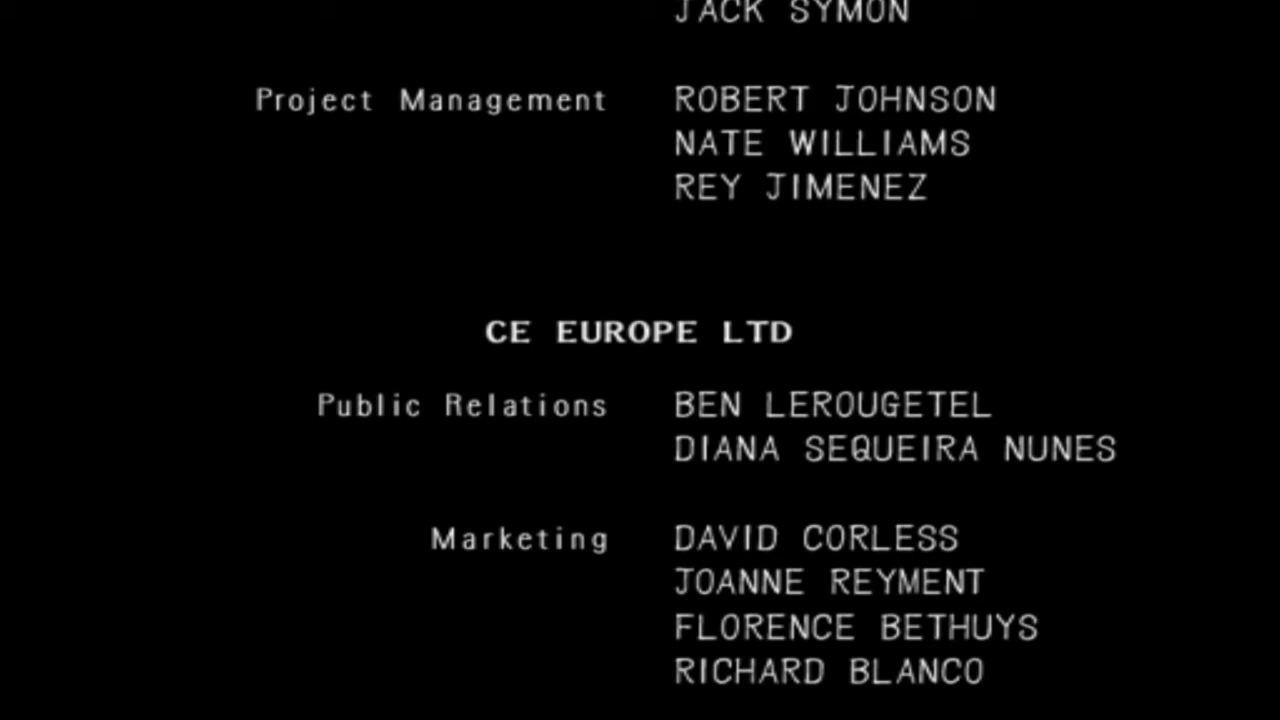 JACK SYMON
Project Management ROBERT JOHNSON
NATE WILLIAMS
REY JIMENEZ
CE EUROPE LTD
Public Relations BEN LEROUGETEL
DIANA SEQUEIRA NUNES
Marketing DAVID CORLESS
JOANNE REYMENT
FLORENCE BETHUYS
RICHARD BLANCO